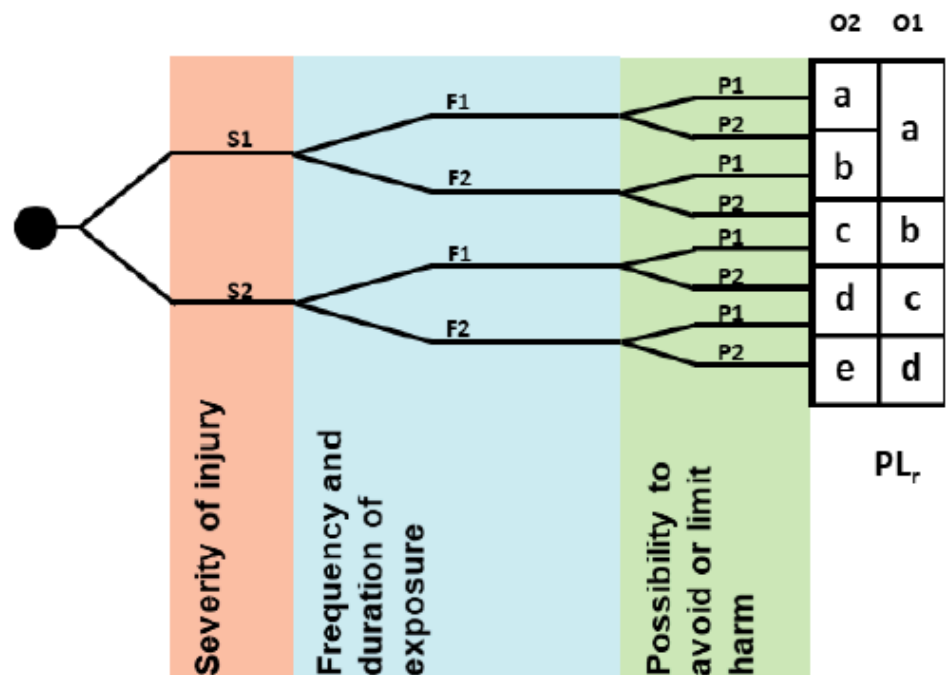 O2 O1
P1
a
F1
P2
a
S1
P1
b
F2
P2
c b
P1
F1
P2
d c
S2
P1
F2
P2
e d
PLr
Severity of injury
Frequency and
duration of
exposure
Possibility to
avoid or limit
harm